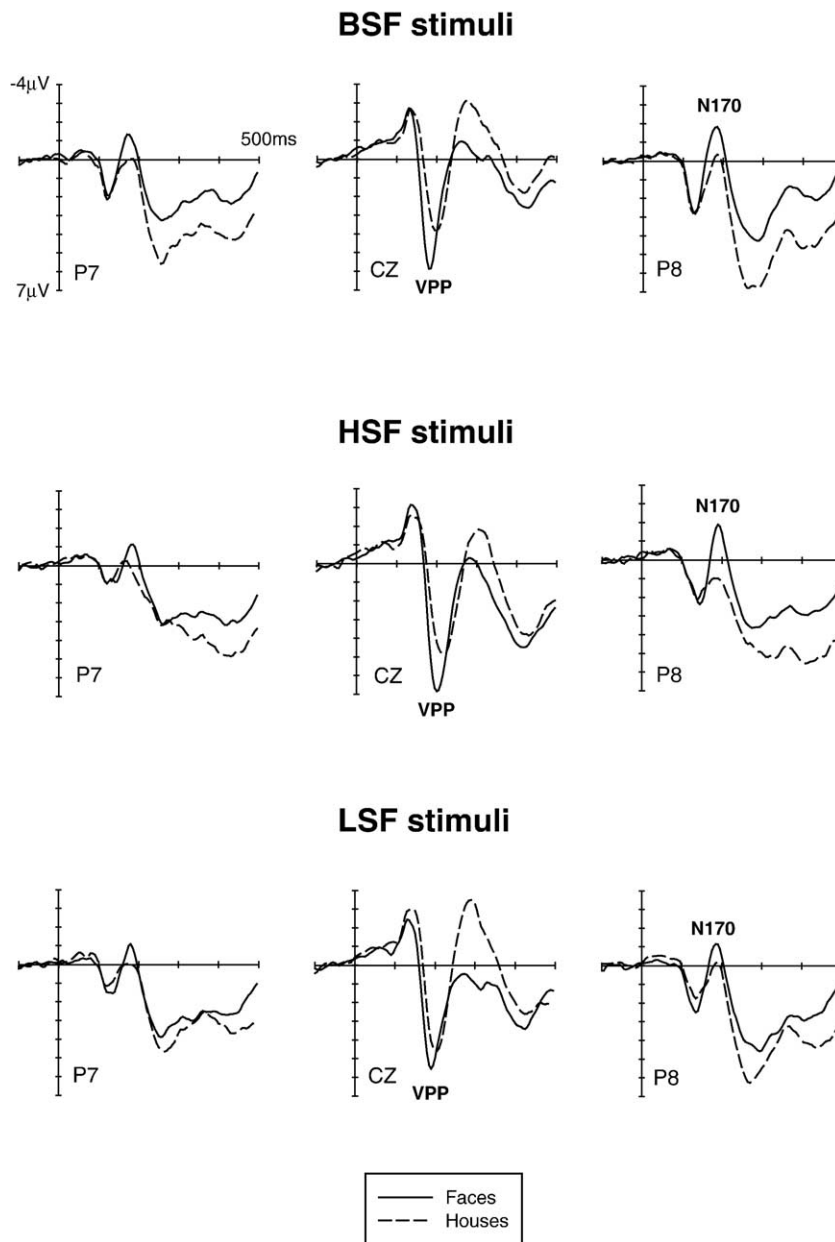 BSF stimuli
-4µV
500ms
N170
P7
CZ
P8
7µV
VPP
HSF stimuli
N170
P7
CZ
P8
VPP
LSF stimuli
N170
P7
CZ
P8
VPP
Faces
Houses